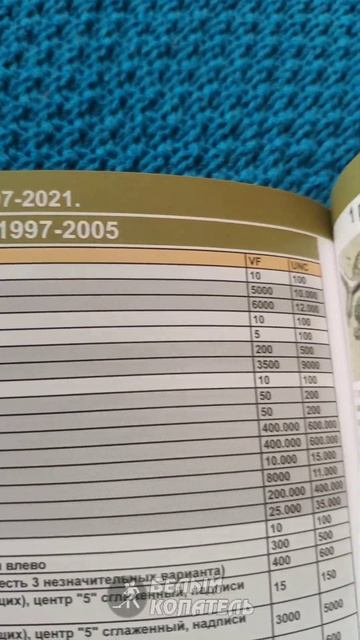 7-2021.
1997-2005
VF UNC
10 100
5000 10.000
6000 12.000
10 100
5 100
200 500
3500 9000
10 100
50 200
50 200
400.000 600.000
400.000 600.000
10.000 15.000
8000 11.000
200.000 400.000
25.000 35.000
10 100
300 500
влево 400 600
есть 3 незначительных варианта)
щих), центр "5" сглаженный, надписи 15 150
щих), центр "5" сглаженный, надписи 3000 5000
БЕЛЫЙ
КОПАТЕЛЬ